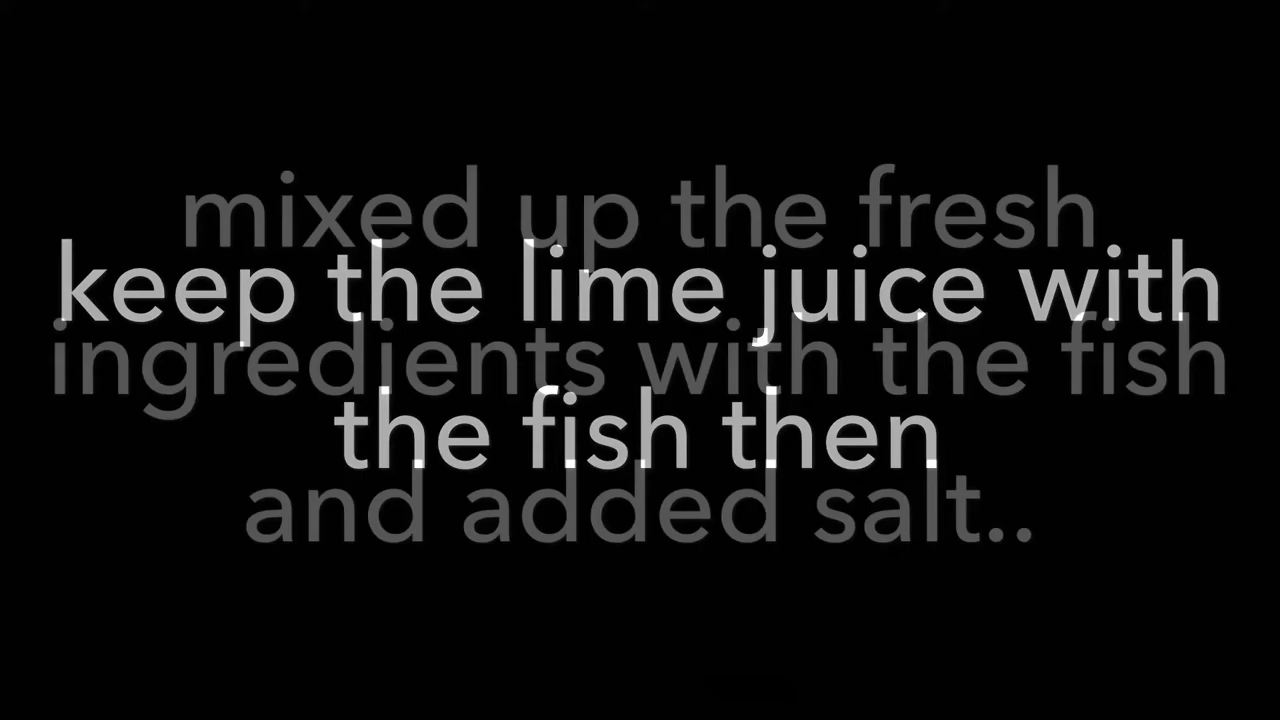 mixed up the fresh
keep the lime juice with
ingredients with the fish
the fish then
and added salt..